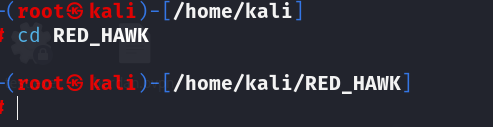 -(root㉿kali)-[/home/kali]
# cd RED_HAWK
-(root㉿kali)-[/home/kali/RED_HAWK]
#